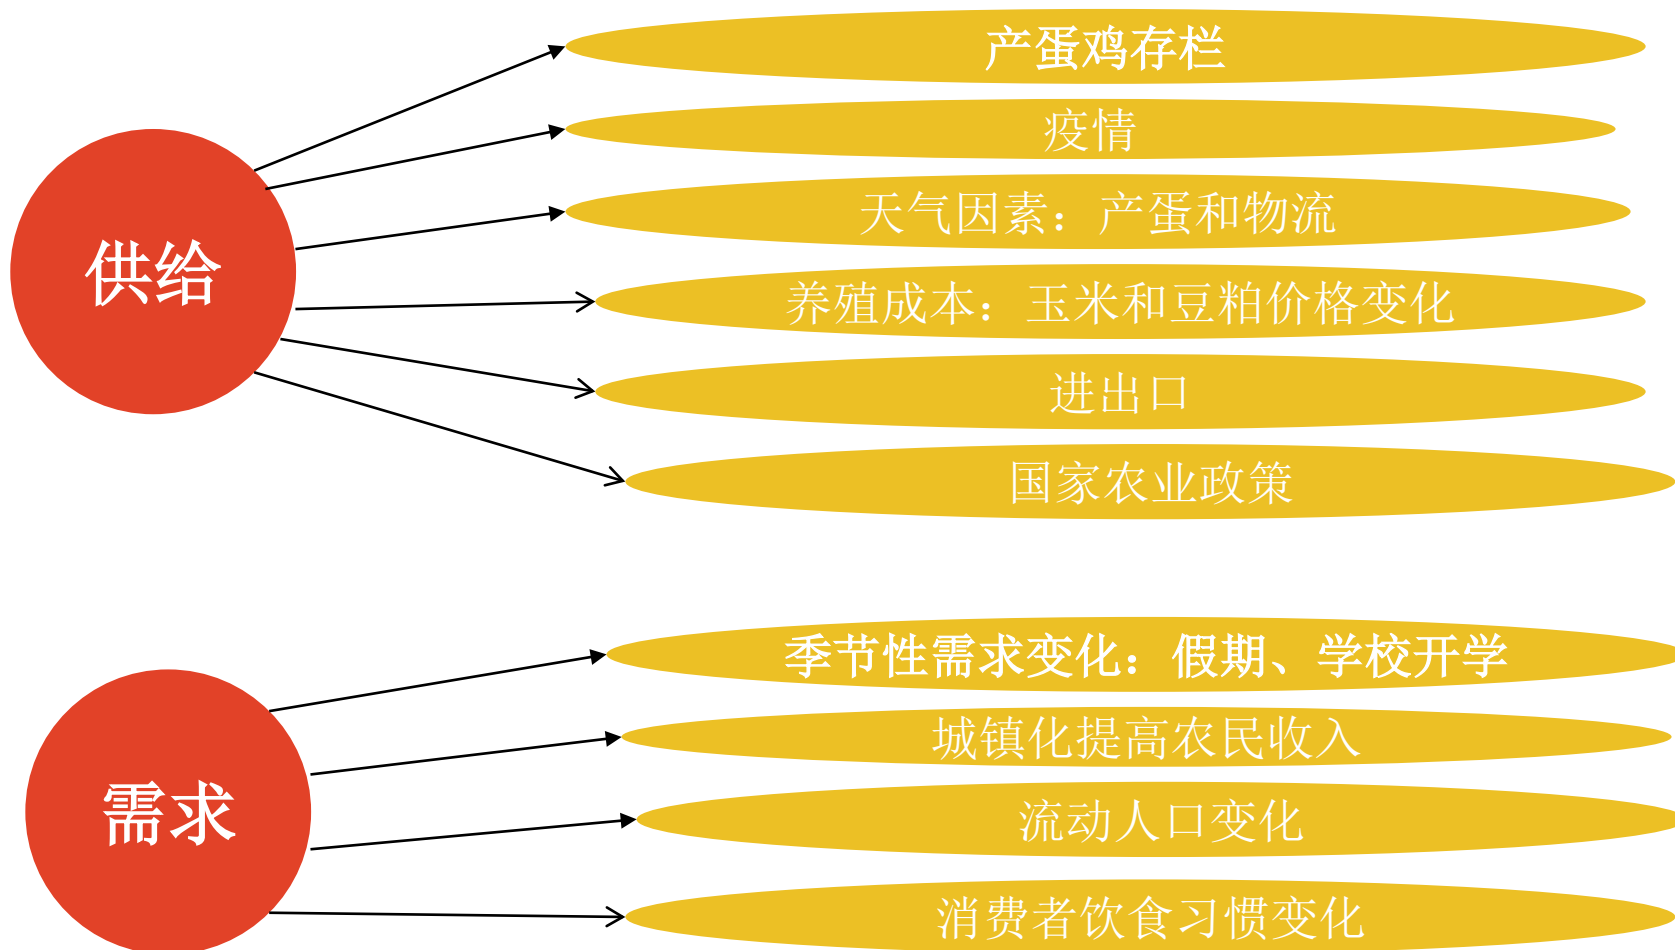 供给
产蛋鸡存栏
疫情
天气因素：产蛋和物流
养殖成本：玉米和豆粕价格变化
进出口
国家农业政策
需求
季节性需求变化：假期、学校开学
城镇化提高农民收入
流动人口变化
消费者饮食习惯变化